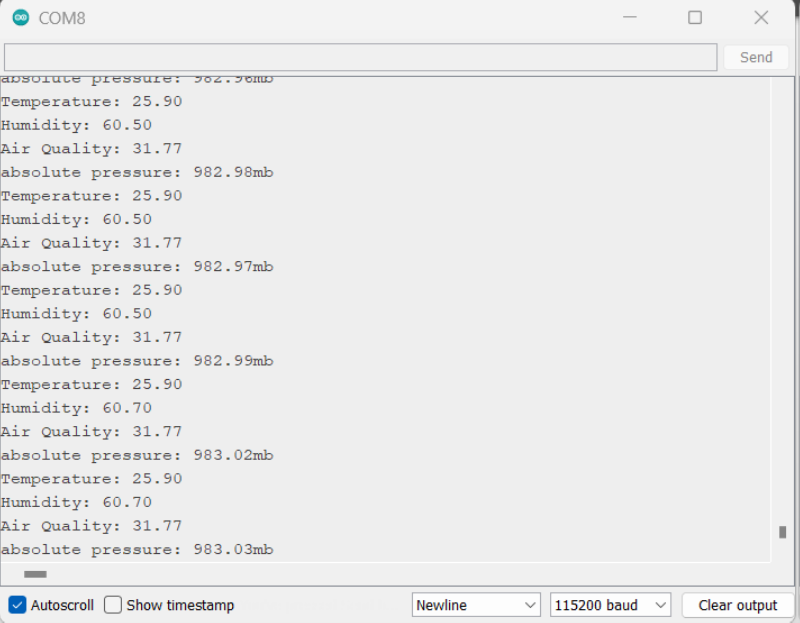 COM8
Send
absolute pressure: 982.96mb
Temperature: 25.90
Humidity: 60.50
Air Quality: 31.77
absolute pressure: 982.98mb
Temperature: 25.90
Humidity: 60.50
Air Quality: 31.77
absolute pressure: 982.97mb
Temperature: 25.90
Humidity: 60.50
Air Quality: 31.77
absolute pressure: 982.99mb
Temperature: 25.90
Humidity: 60.70
Air Quality: 31.77
absolute pressure: 983.02mb
Temperature: 25.90
Humidity: 60.70
Air Quality: 31.77
absolute pressure: 983.03mb
Autoscroll Show timestamp Newline 115200 baud Clear output